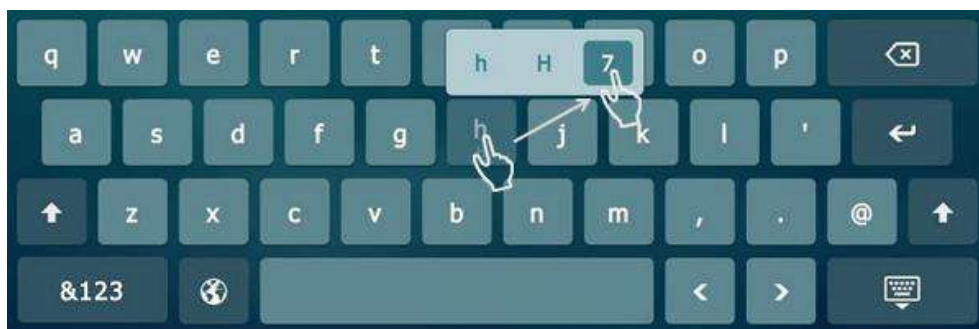 q w e r t h H 7 o p
a s d f g h j k l '
z x c v b n m , . @
&123 < >